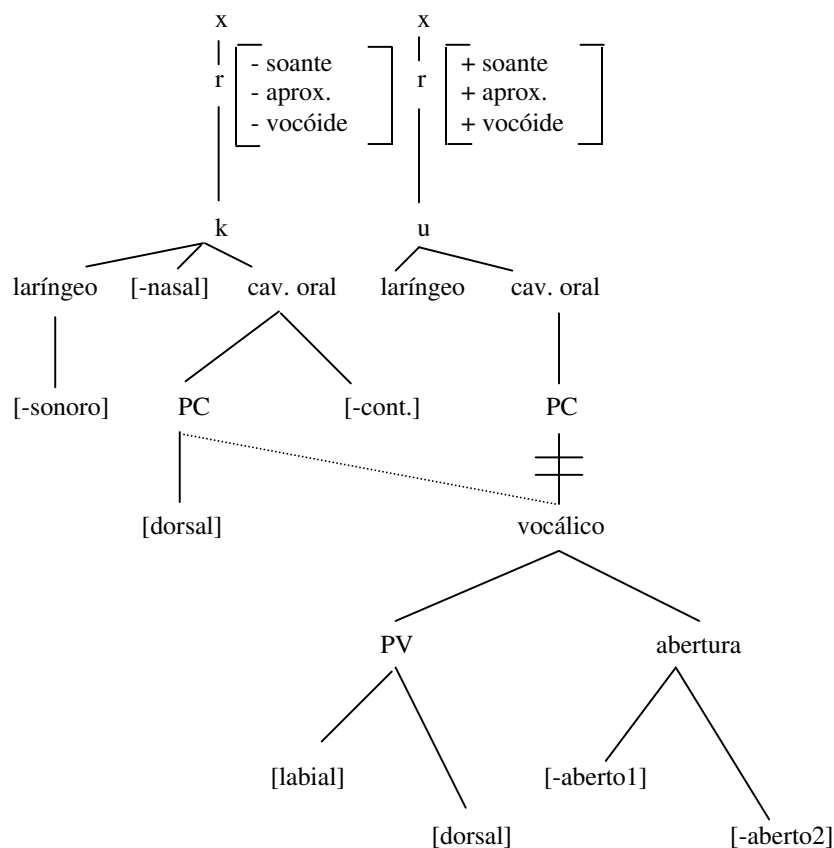 x x
- soante + soante
r - aprox. r + aprox.
- vocóide + vocóide
k u
laríngeo [-nasal] cav. oral laríngeo cav. oral
[-sonoro] PC [-cont.] PC
[dorsal] vocálico
PV abertura
[labial] [-aberto1]
[dorsal] [-aberto2]